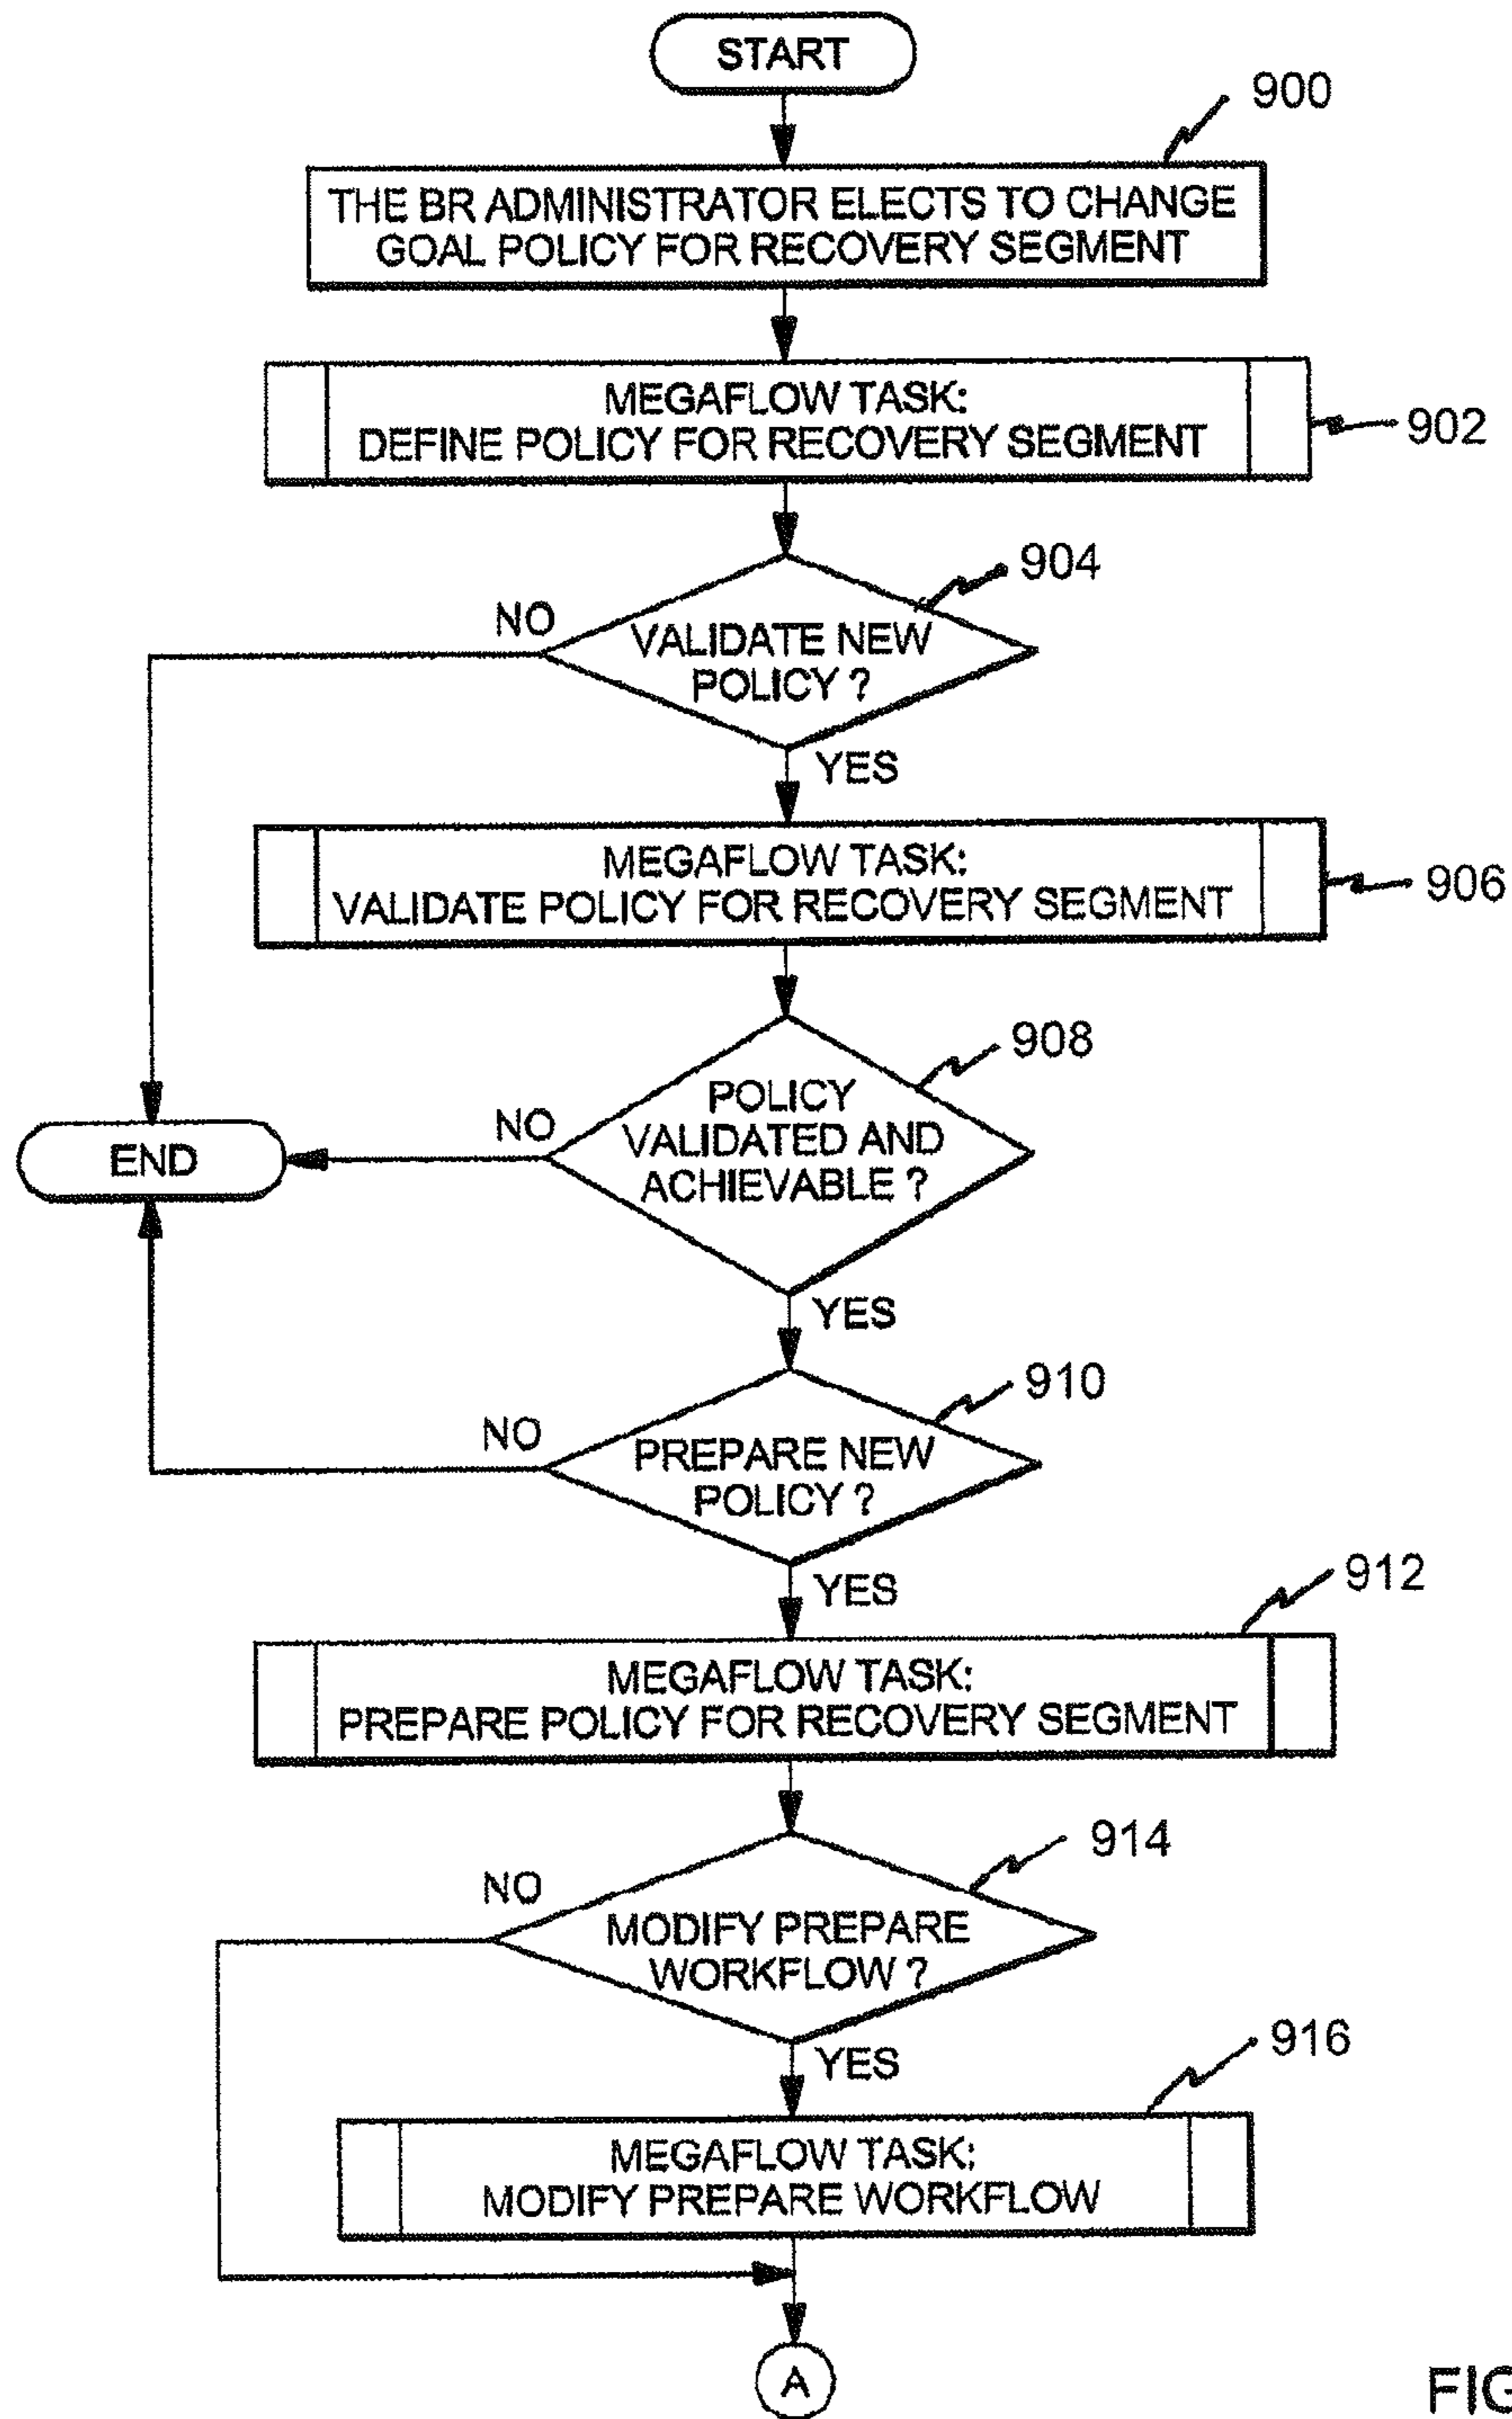 START
900
THE BR ADMINISTRATOR ELECTS TO CHANGE
GOAL POLICY FOR RECOVERY SEGMENT
MEGAFLOW TASK:
DEFINE POLICY FOR RECOVERY SEGMENT
902
904
NO
VALIDATE NEW
POLICY ?
YES
MEGAFLOW TASK:
VALIDATE POLICY FOR RECOVERY SEGMENT
906
908
POLICY
VALIDATED AND
ACHIEVABLE ?
NO
END
YES
910
NO
PREPARE NEW
POLICY ?
YES
912
MEGAFLOW TASK:
PREPARE POLICY FOR RECOVERY SEGMENT
914
NO
MODIFY PREPARE
WORKFLOW ?
YES
916
MEGAFLOW TASK:
MODIFY PREPARE WORKFLOW
A